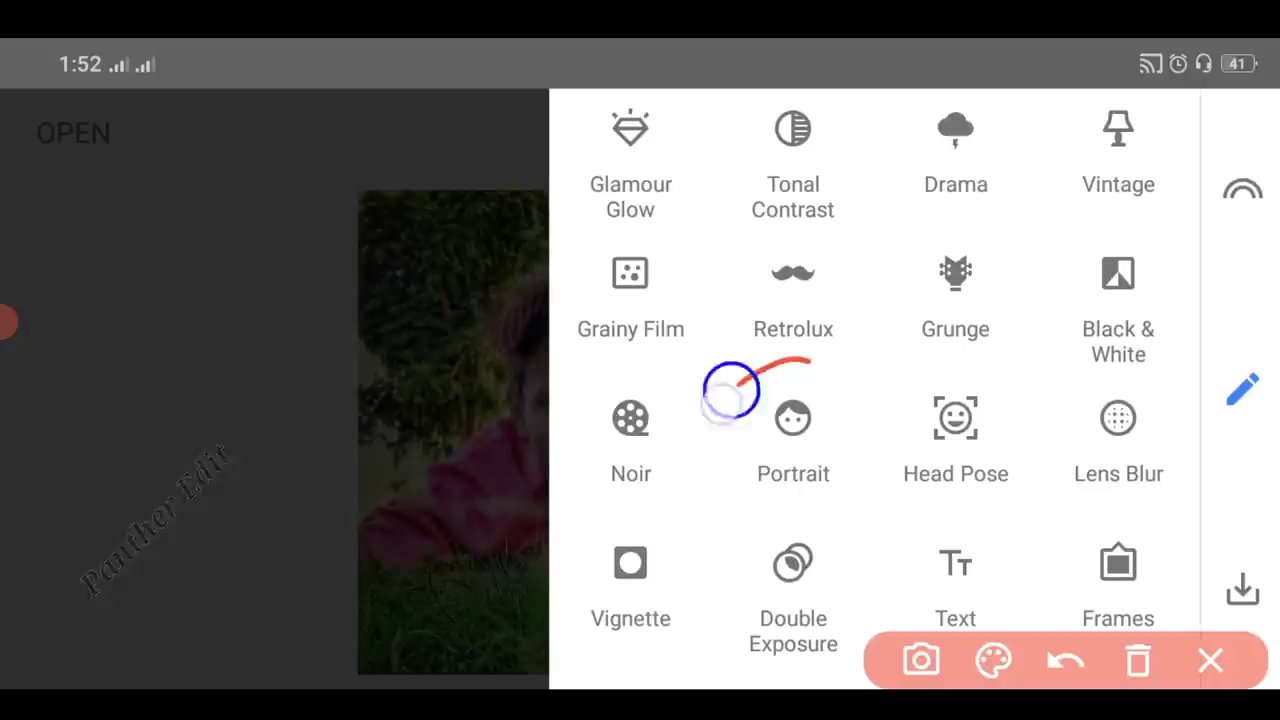 1:52
41
OPEN
Glamour
Glow
Tonal
Contrast
Drama
Vintage
Grainy Film
Retrolux
Grunge
Black &
White
Noir
Portrait
Head Pose
Lens Blur
Vignette
Double
Exposure
Text
Frames
Panther Edit